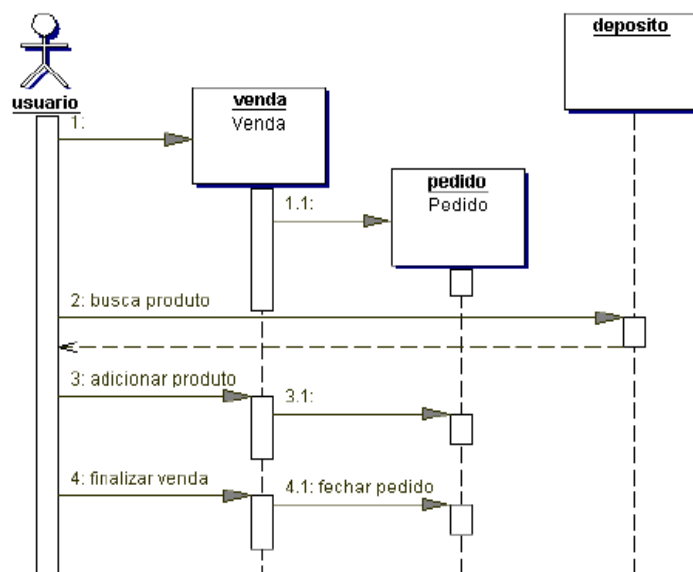 deposito
usuario
1:
venda
Venda
pedido
Pedido
1.1:
2: busca produto
3: adicionar produto
3.1:
4: finalizar venda
4.1: fechar pedido